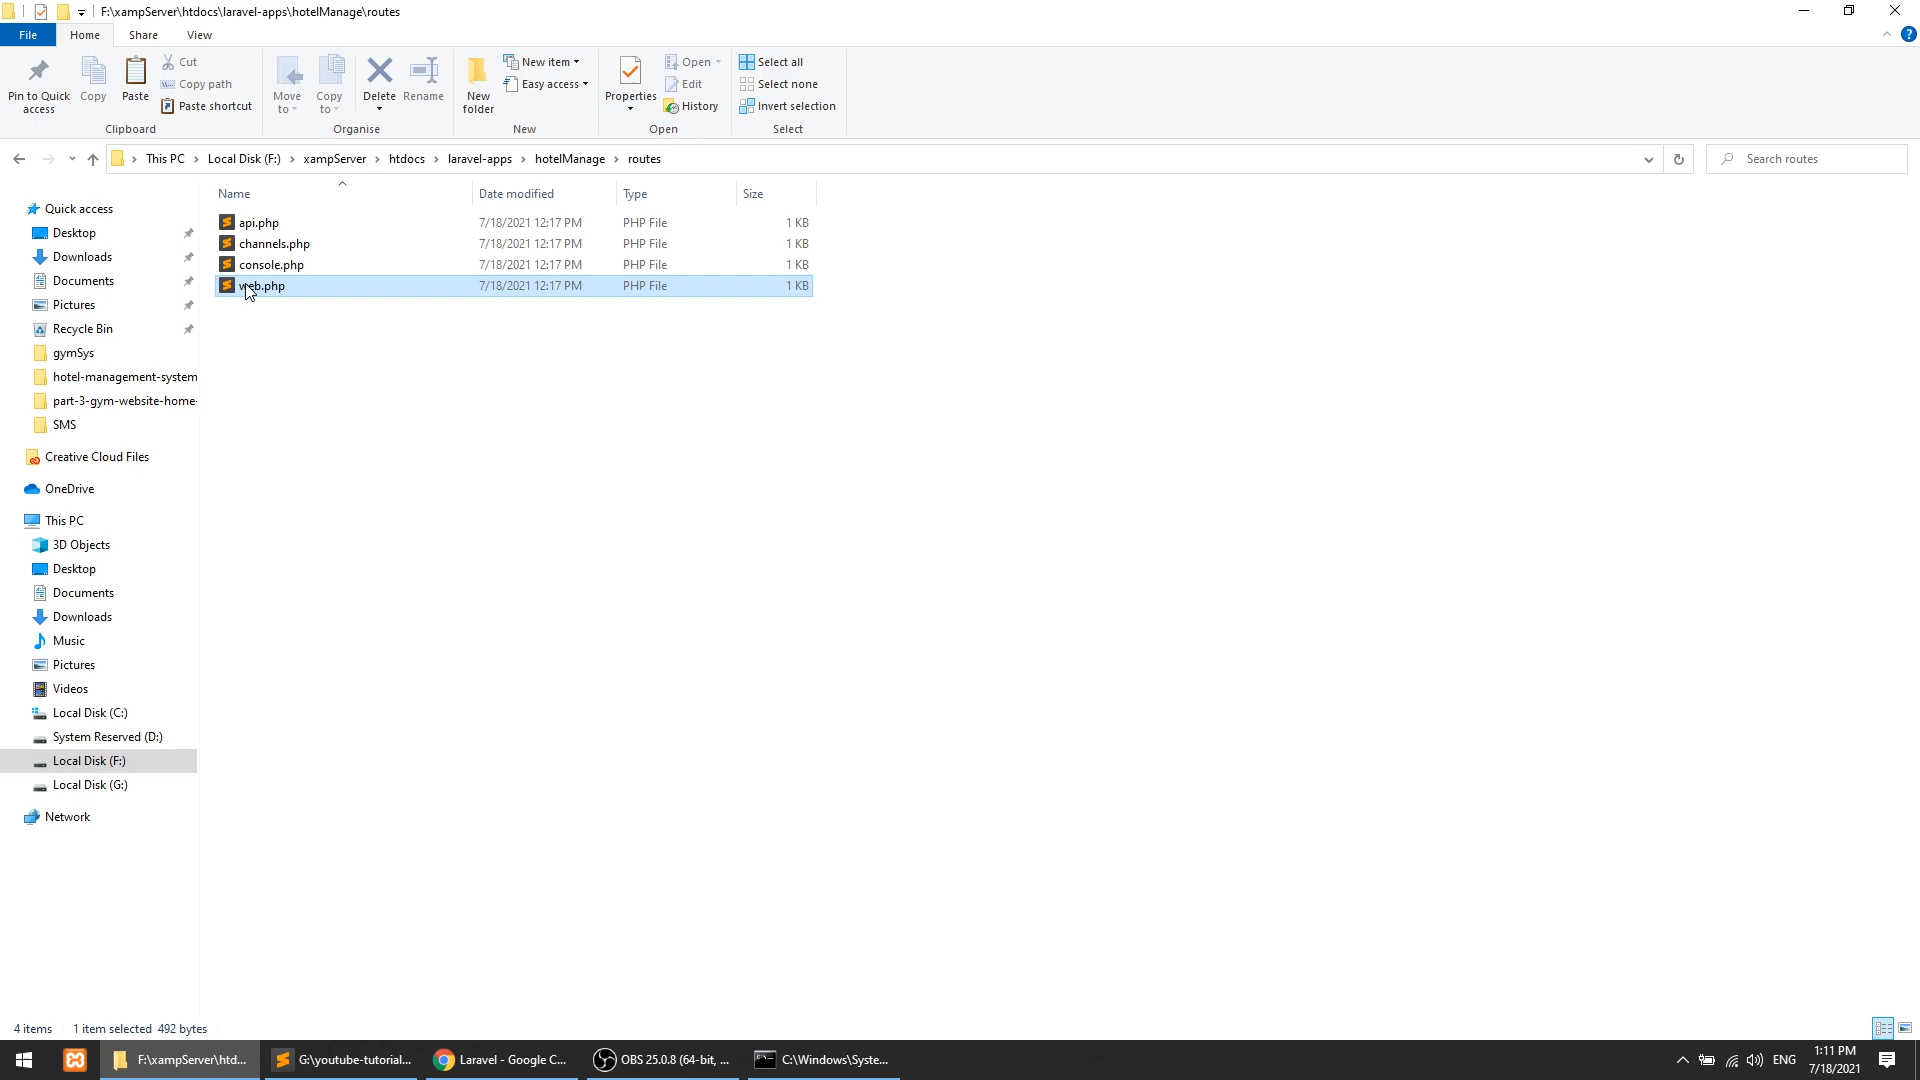 F:\xampServer\htdocs\laravel-apps\hotelManage\routes
File Home Share View
Pin to Quick access
Copy
Paste
Cut
Copy path
Paste shortcut
Clipboard
Move to
Copy to
Delete
Rename
Organise
New folder
New item
Easy access
New
Properties
Open
Edit
History
Open
Select all
Select none
Invert selection
Select
This PC > Local Disk (F:) > xampServer > htdocs > laravel-apps > hotelManage > routes
Search routes
Name Date modified Type Size
api.php 7/18/2021 12:17 PM PHP File 1 KB
channels.php 7/18/2021 12:17 PM PHP File 1 KB
console.php 7/18/2021 12:17 PM PHP File 1 KB
web.php 7/18/2021 12:17 PM PHP File 1 KB
Quick access
Desktop
Downloads
Documents
Pictures
Recycle Bin
gymSys
hotel-management-system
part-3-gym-website-home-
SMS
Creative Cloud Files
OneDrive
This PC
3D Objects
Desktop
Documents
Downloads
Music
Pictures
Videos
Local Disk (C:)
System Reserved (D:)
Local Disk (F:)
Local Disk (G:)
Network
4 items 1 item selected 492 bytes
F:\xampServer\htd...
G:\youtube-tutorial...
Laravel - Google C...
OBS 25.0.8 (64-bit, ...
C:\Windows\Syste...
ENG
1:11 PM
7/18/2021